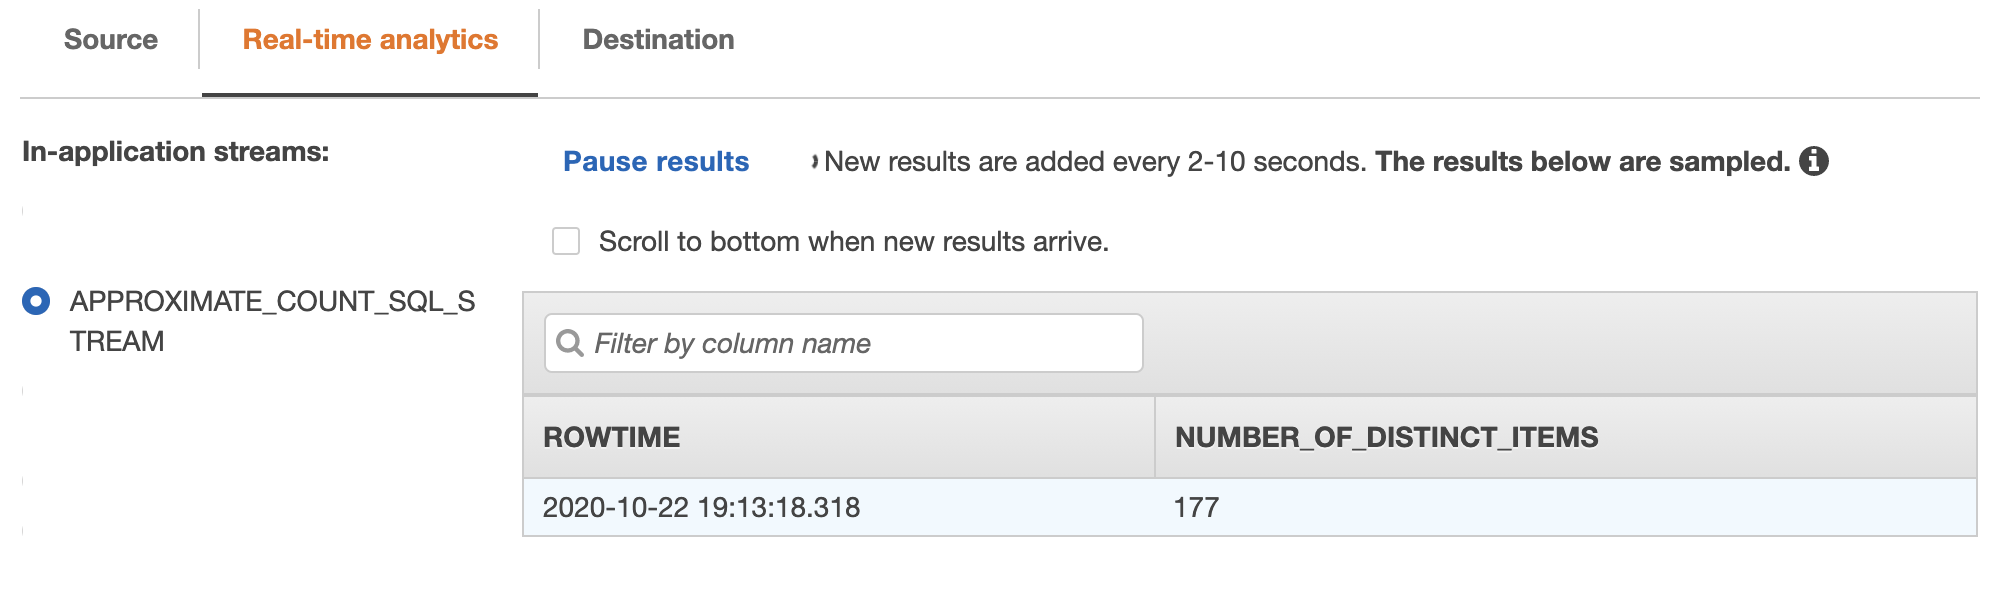 Source
Real-time analytics
Destination
In-application streams:
Pause results
New results are added every 2-10 seconds. The results below are sampled.
Scroll to bottom when new results arrive.
APPROXIMATE_COUNT_SQL_S
TREAM
Filter by column name
ROWTIME
NUMBER_OF_DISTINCT_ITEMS
2020-10-22 19:13:18.318
177